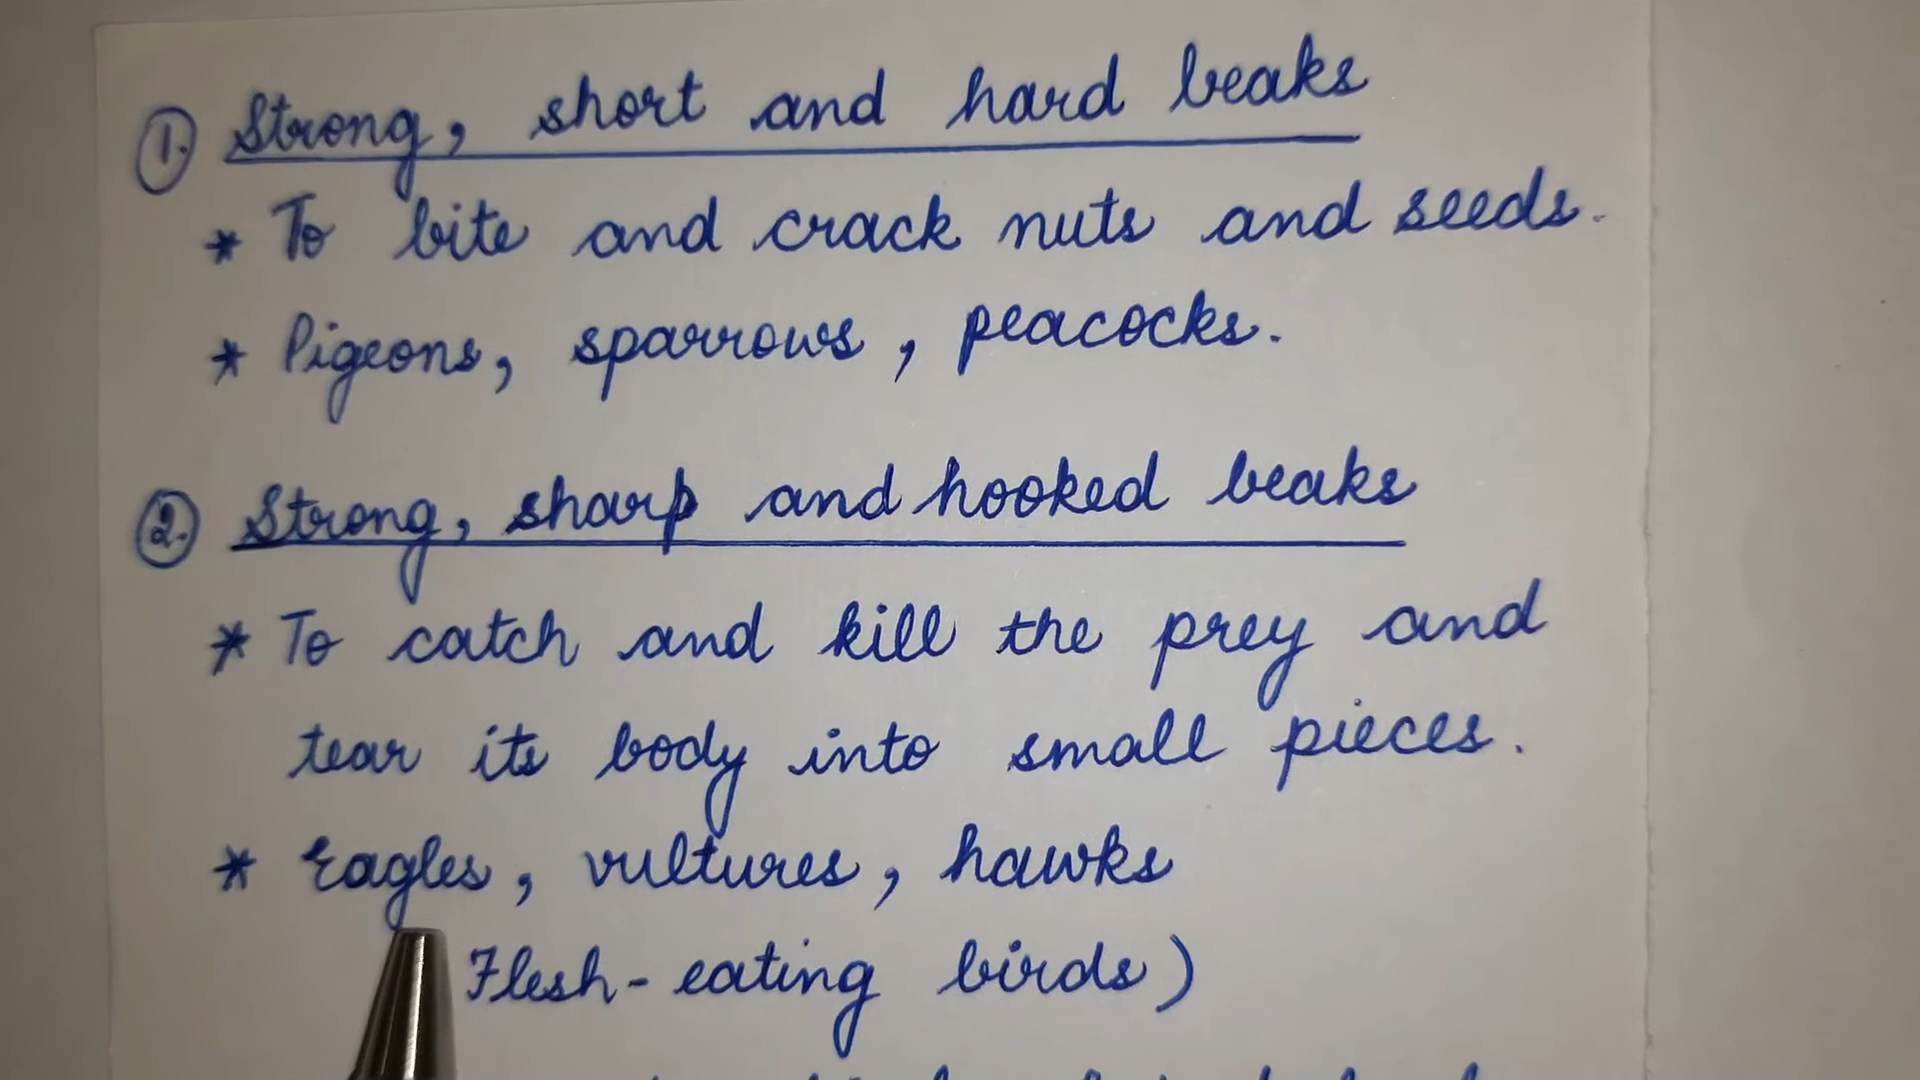 1. Strong, short and hard beaks
* To bite and crack nuts and seeds.
* Pigeons, sparrows, peacocks.
2. Strong, sharp and hooked beaks
* To catch and kill the prey and
tear its body into small pieces.
* Eagles, vultures, hawks
Flesh-eating birds)